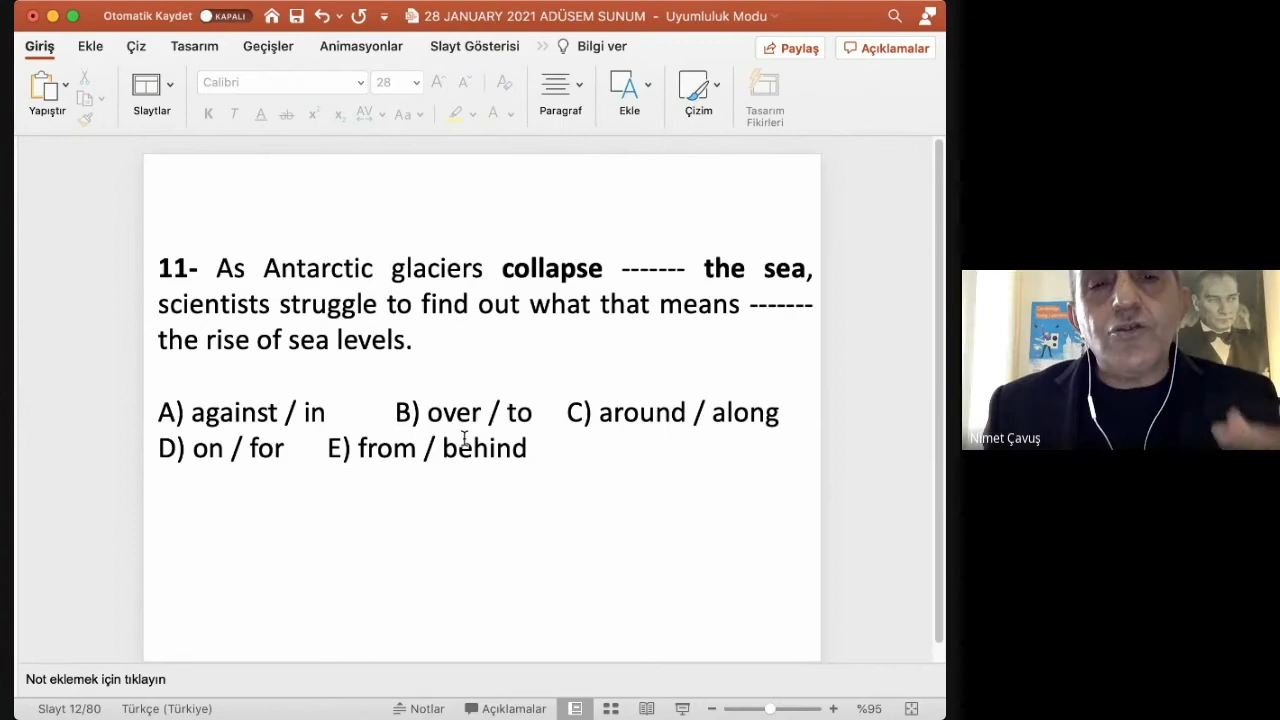 Otomatik Kaydet KAPALI 28 JANUARY 2021 ADÜSEM SUNUM - Uyumluluk Modu
Giriş Ekle Çiz Tasarım Geçişler Animasyonlar Slayt Gösterisi Bilgi ver Paylaş Açıklamalar
Calibri 28
Yapıştır Slaytlar Paragraf Ekle Çizim Tasarım Fikirleri
11- As Antarctic glaciers collapse ------- the sea,
scientists struggle to find out what that means -------
the rise of sea levels.
A) against / in B) over / to C) around / along
D) on / for E) from / behind
Nimet Çavuş
Not eklemek için tıklayın
Slayt 12/80 Türkçe (Türkiye) Notlar Açıklamalar %95